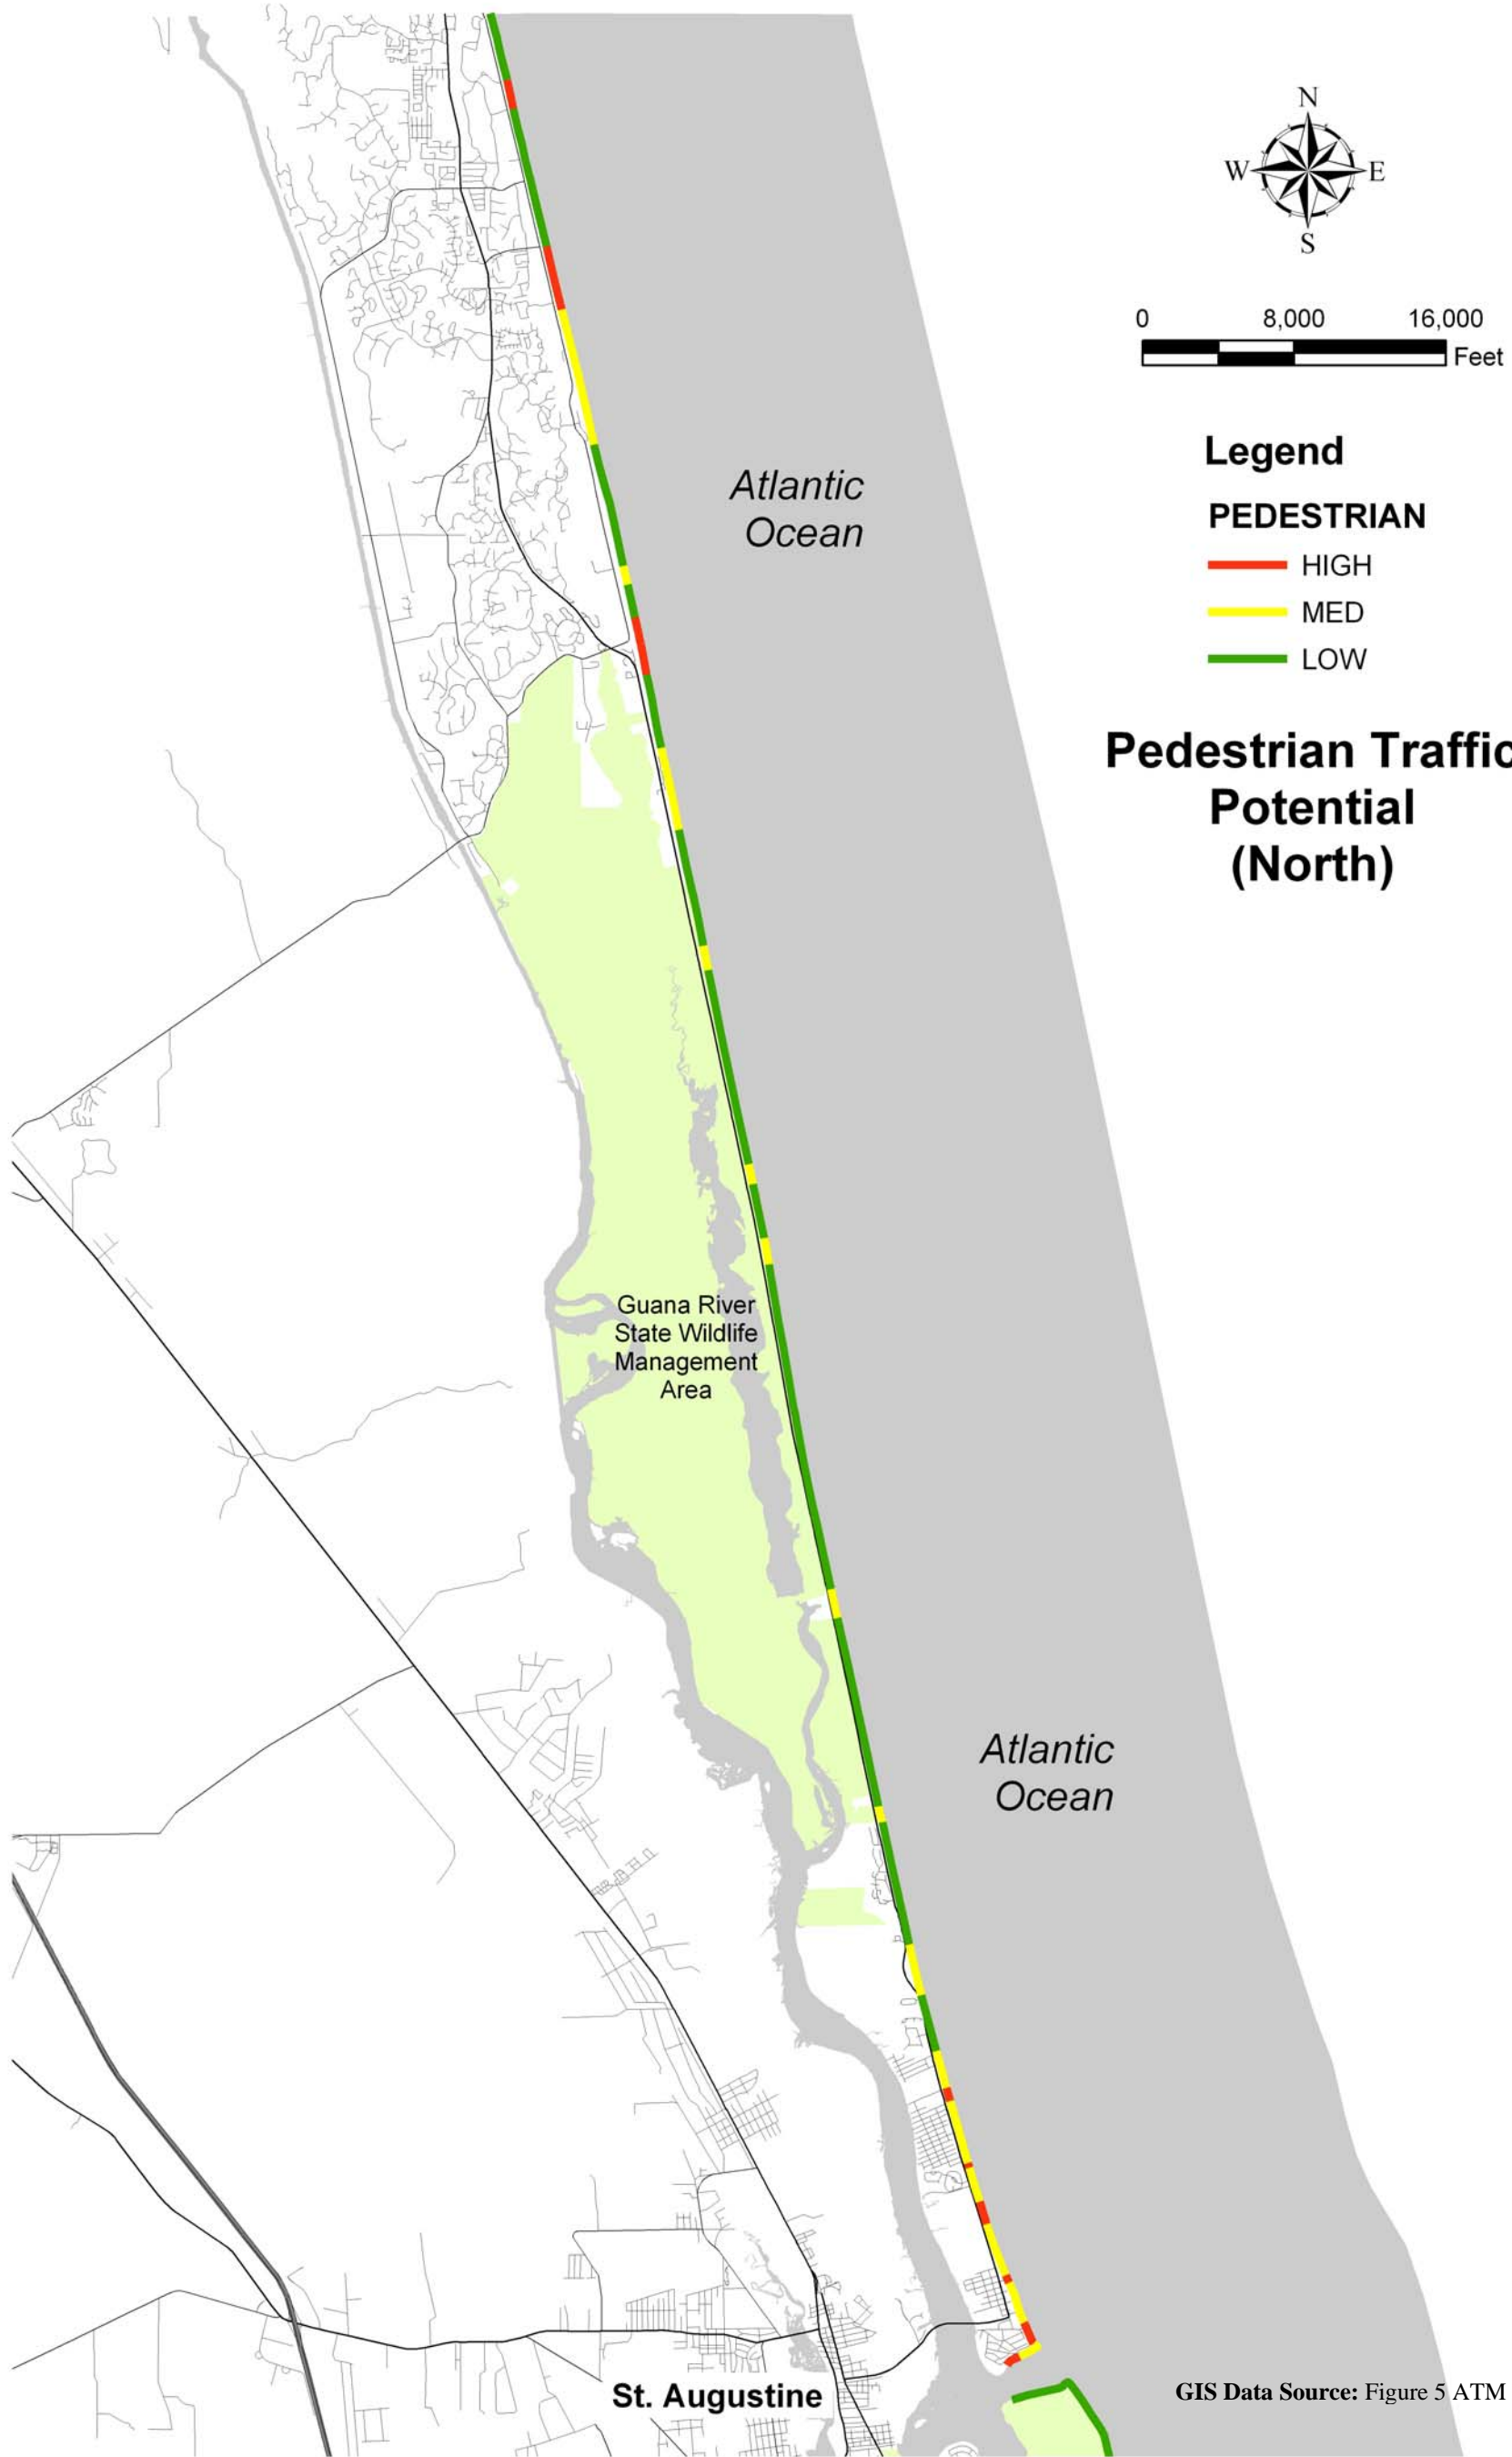 N
W E
S
0 8,000 16,000
Feet
Legend
PEDESTRIAN
HIGH
MED
LOW
Pedestrian Traffic
Potential
(North)
Atlantic
Ocean
Guana River
State Wildlife
Management
Area
Atlantic
Ocean
St. Augustine
GIS Data Source: Figure 5 ATM